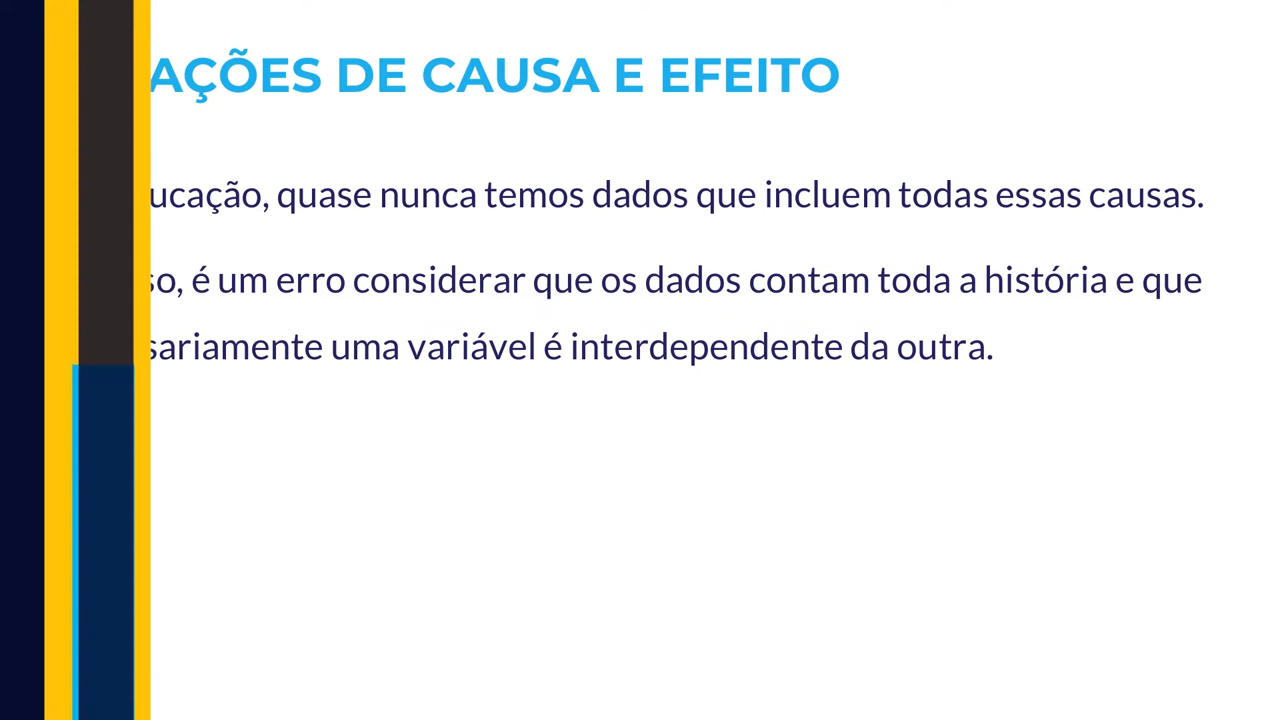 AÇÕES DE CAUSA E EFEITO
ucação, quase nunca temos dados que incluem todas essas causas.
so, é um erro considerar que os dados contam toda a história e que
sariamente uma variável é interdependente da outra.